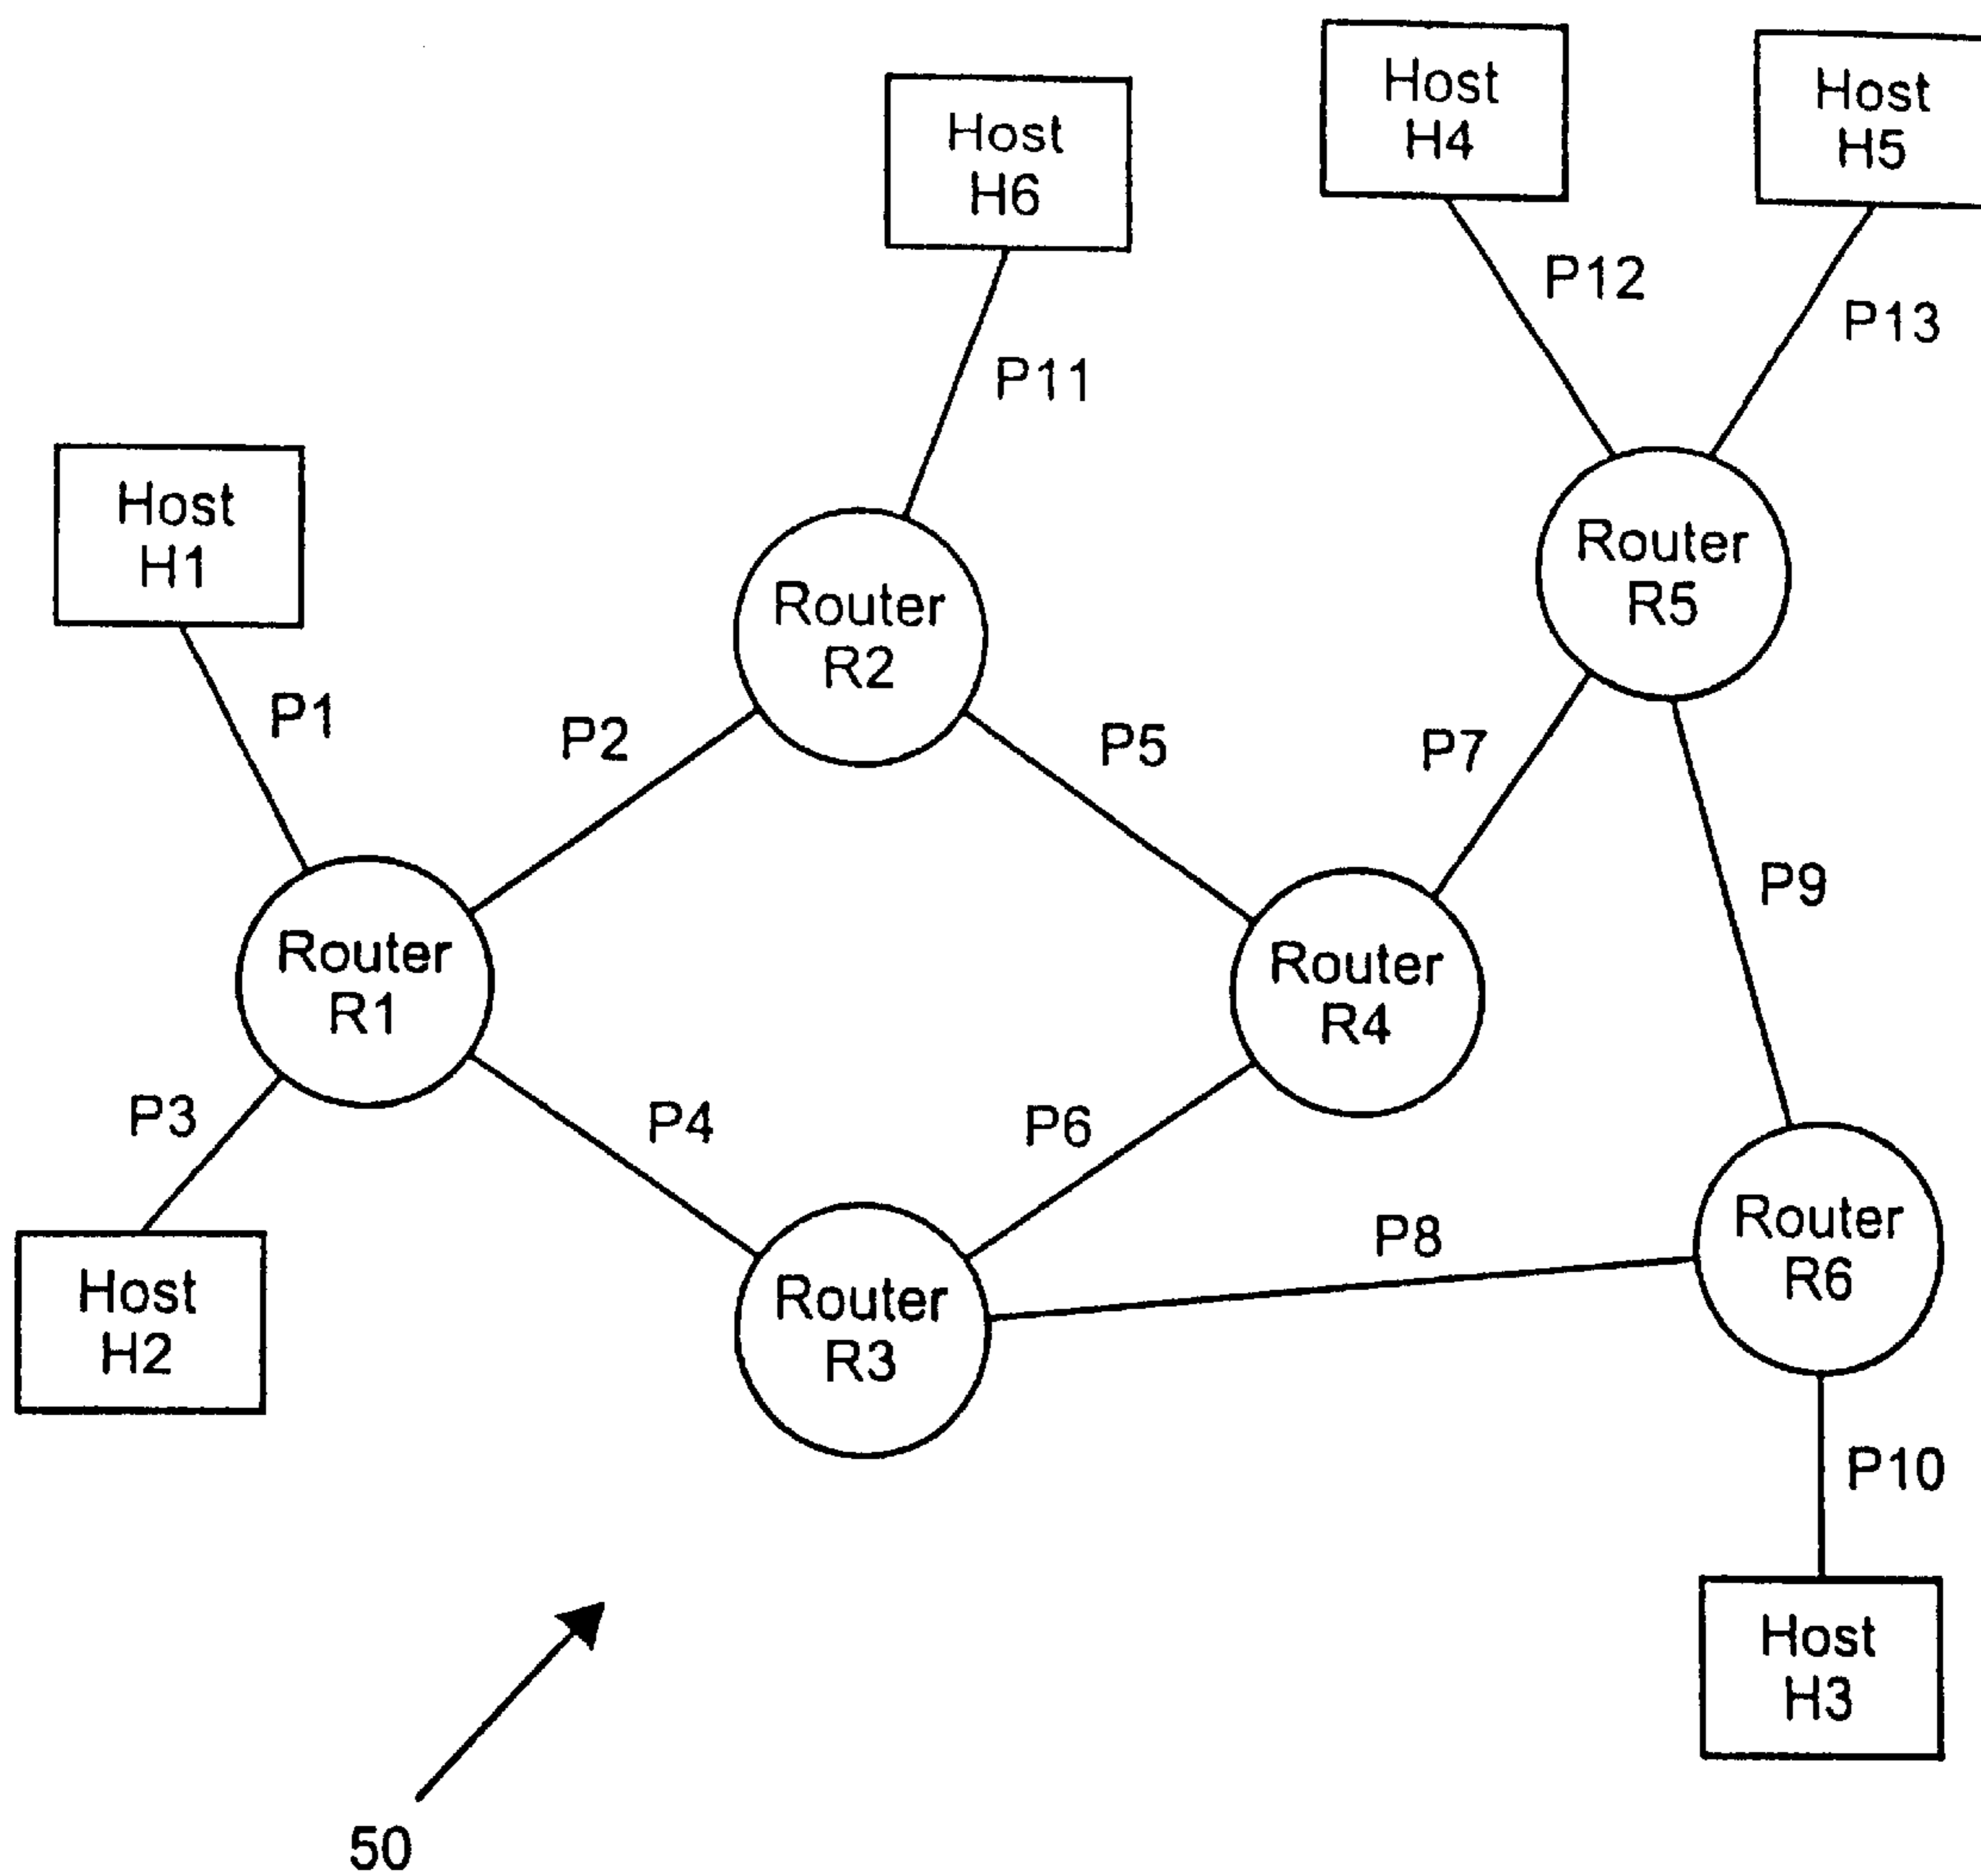 Host
H4
Host
H5
Host
H6
P12
P13
P11
Host
H1
Router
R5
Router
R2
P1
P2
P5
P7
P9
Router
R1
Router
R4
P3
P4
P6
Router
R6
P8
Host
H2
Router
R3
P10
Host
H3
50